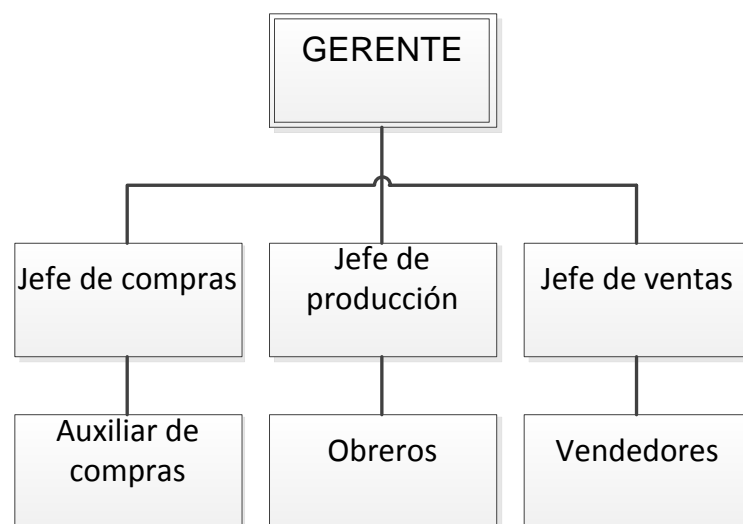 GERENTE
Jefe de compras
Jefe de
producción
Jefe de ventas
Auxiliar de
compras
Obreros
Vendedores